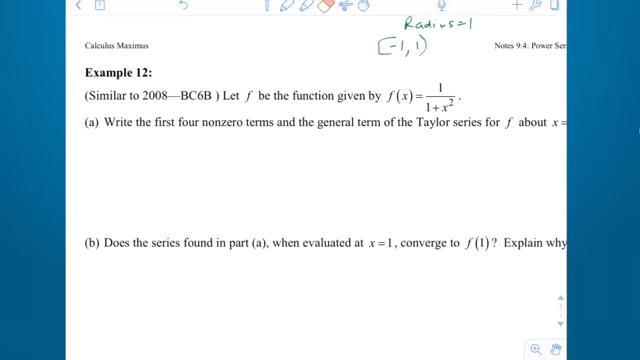 Radius=1
[-1, 1)
Calculus Maximus
Notes 9.4: Power Ser
Example 12:
(Similar to 2008—BC6B ) Let f be the function given by f(x) = 1/(1+x²) .
(a) Write the first four nonzero terms and the general term of the Taylor series for f about x =
(b) Does the series found in part (a), when evaluated at x = 1, converge to f(1) ? Explain why